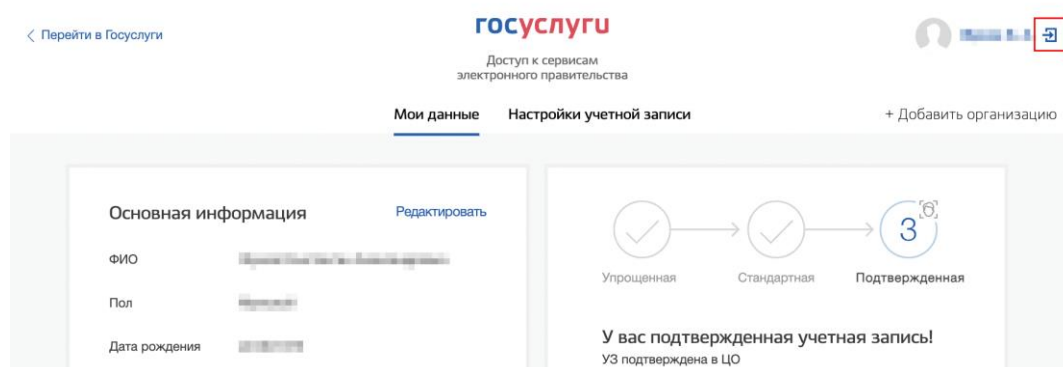 Перейти в Госуслуги
госуслуги
Доступ к сервисам
электронного правительства
Мои данные Настройки учетной записи + Добавить организацию
Основная информация Редактировать
ФИО
Пол
Дата рождения
3
Упрощенная Стандартная Подтвержденная
У вас подтвержденная учетная запись!
УЗ подтверждена в ЦО